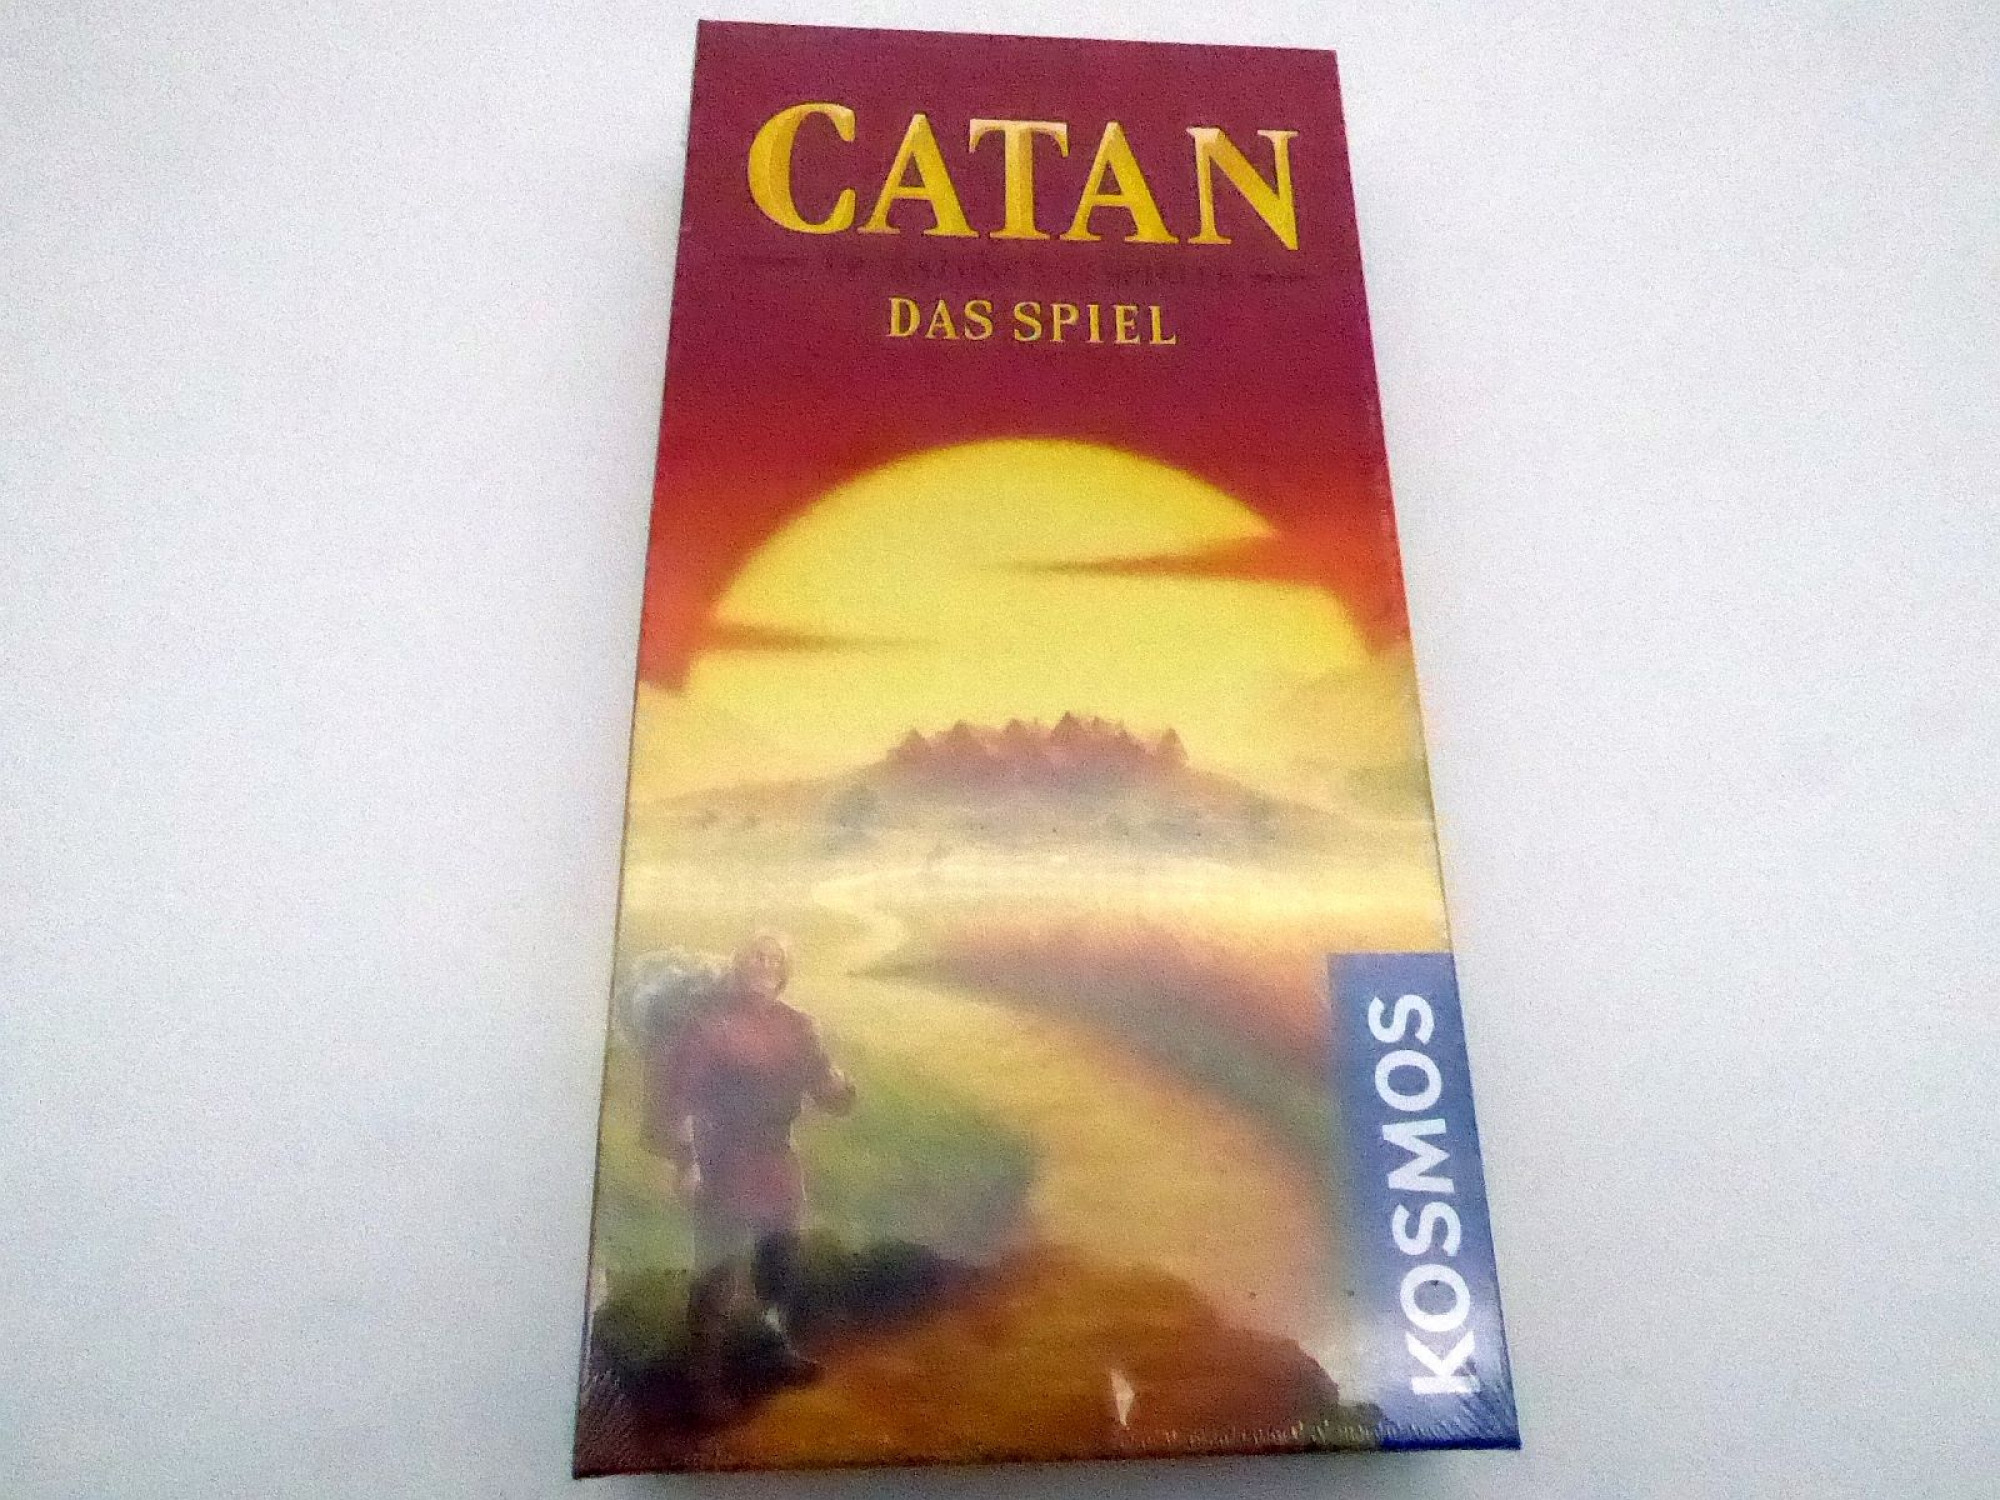 CATAN
DAS SPIEL
KOSMOS